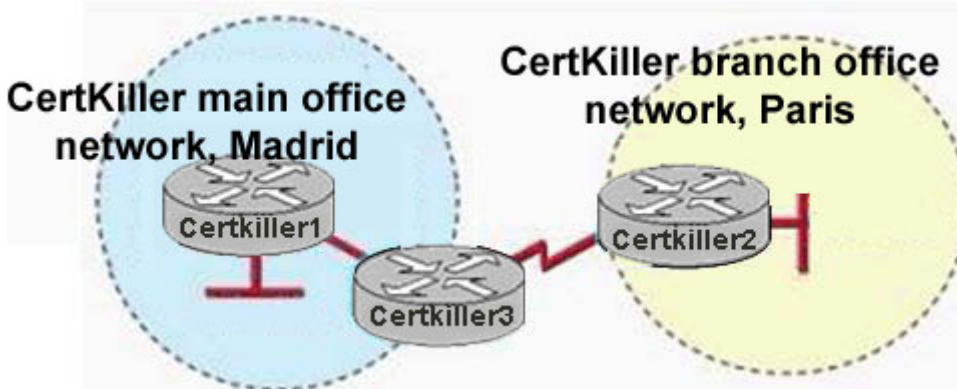 CertKiller main office
network, Madrid
CertKiller branch office
network, Paris
Certkiller1
Certkiller2
Certkiller3